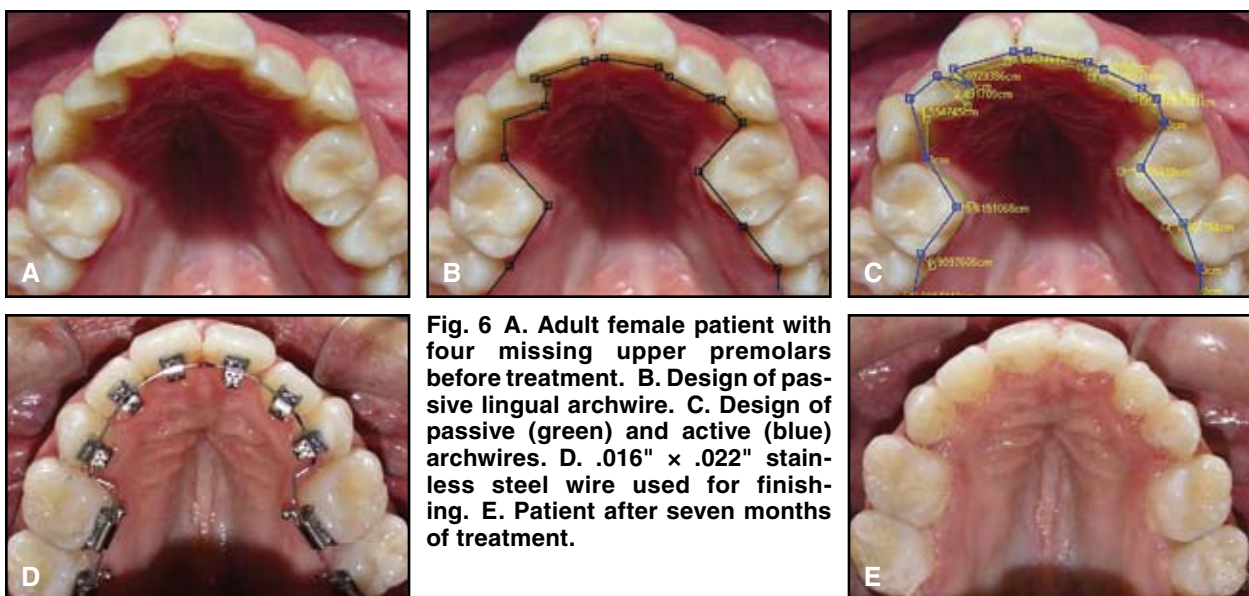 A
B
C
Fig. 6 A. Adult female patient with
four missing upper premolars
before treatment. B. Design of pas-
sive lingual archwire. C. Design of
passive (green) and active (blue)
archwires. D. .016" × .022" stain-
less steel wire used for finish-
ing. E. Patient after seven months
of treatment.
D
E